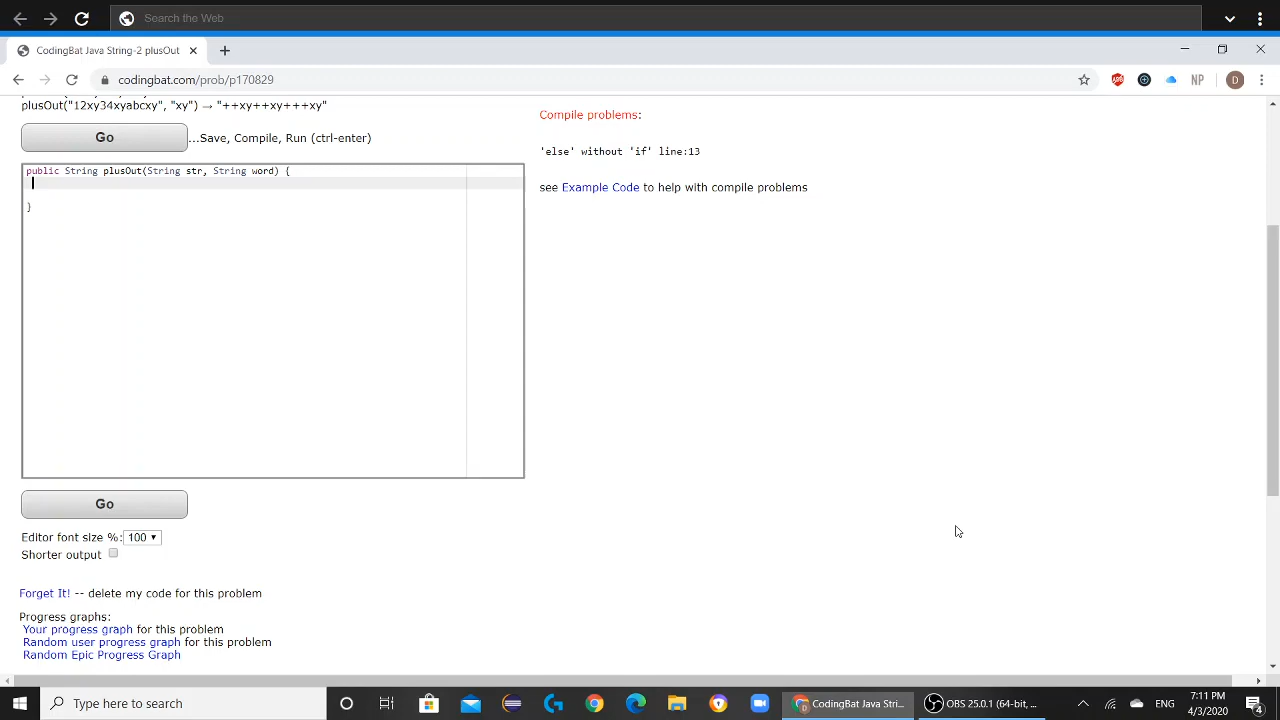 Search the Web
CodingBat Java String-2 plusOut
codingbat.com/prob/p170829
NP
D
plusOut("12xy34xyabcxy", "xy") → "++xy++xy+++xy"
Go
...Save, Compile, Run (ctrl-enter)
Compile problems:
'else' without 'if' line:13
see Example Code to help with compile problems
public String plusOut(String str, String word) {
}
Go
Editor font size %: 100
Shorter output
Forget It! -- delete my code for this problem
Progress graphs:
Your progress graph for this problem
Random user progress graph for this problem
Random Epic Progress Graph
Type here to search
CodingBat Java Stri...
OBS 25.0.1 (64-bit, ...
ENG
7:11 PM
4/3/2020
4